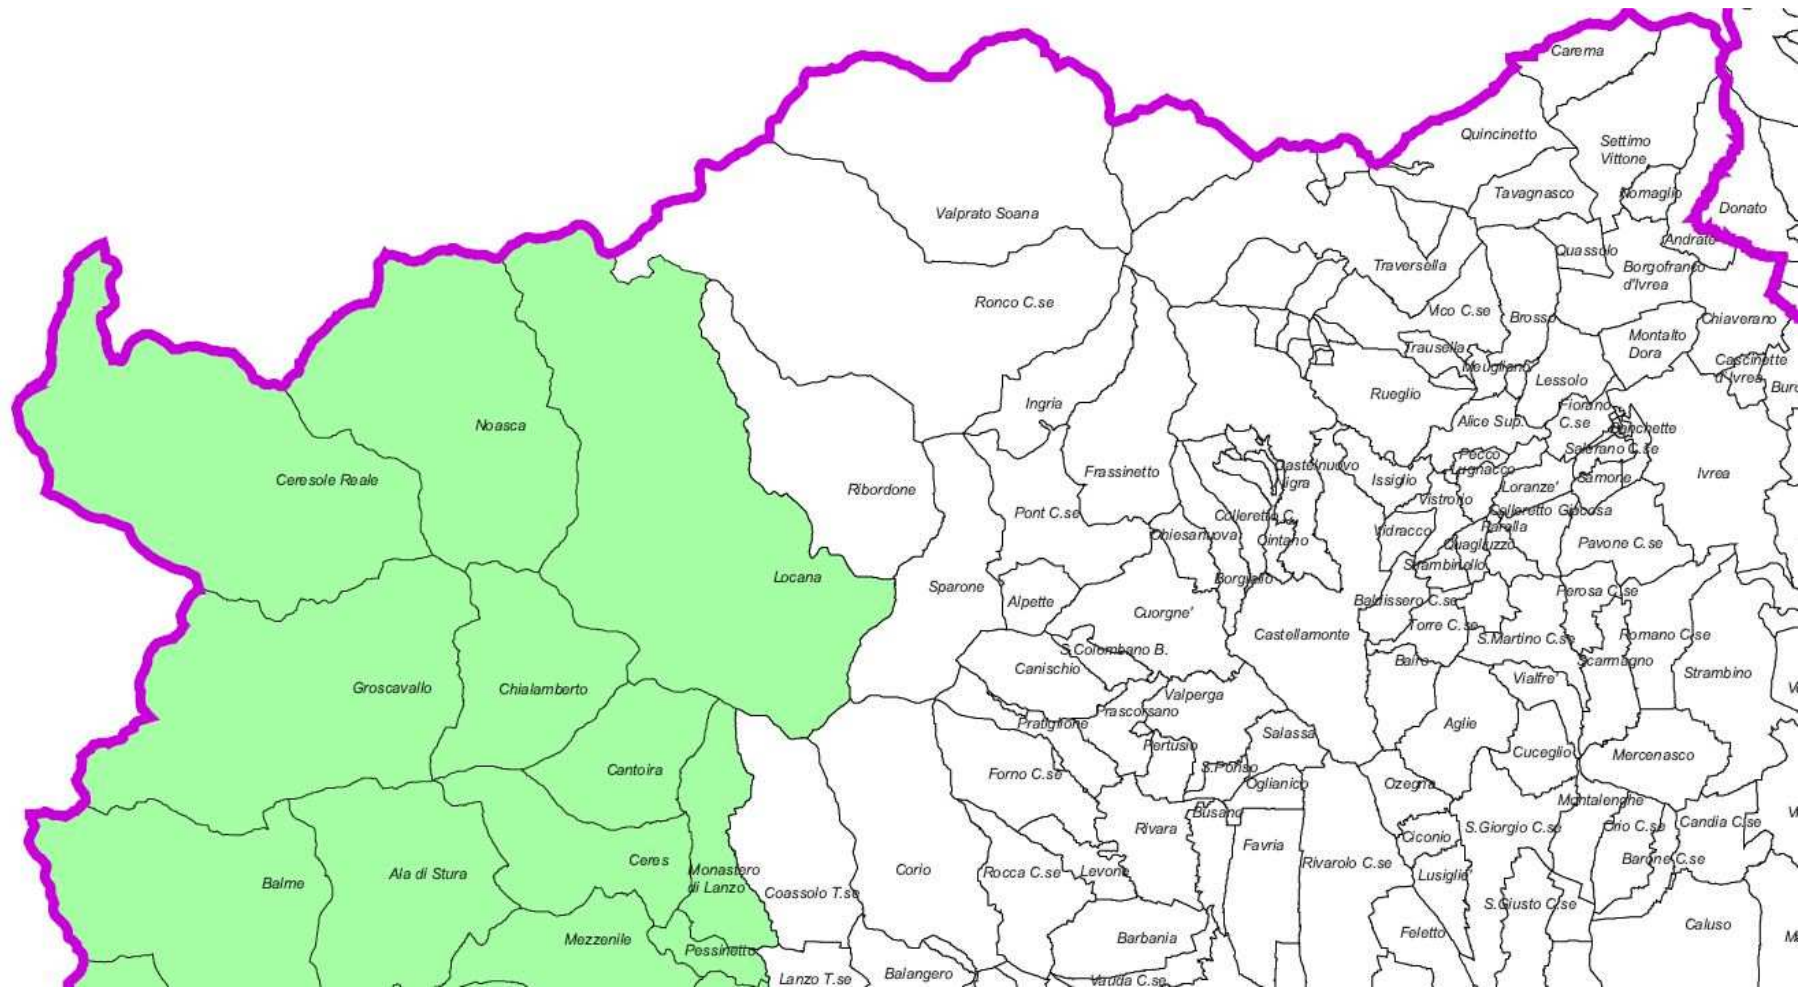 Carema
Quincinetto
Settimo
Vittone
Tavagnasco
Nomaglio
Donato
Valprato Soana
Andrate
Quassolo
Traversella
Borgofranco
d'Ivrea
Ronco C.se
Vico C.se
Brosso
Chiaverano
Montalto
Dora
Trausella
Meugliano
Cascinette
d'Ivrea
Lessolo
Rueglio
Ingria
Fiorano
C.se
Noasca
Alice Sup.
Banchette
Salerano C.se
Pecco
Lugnacco
Castelnuovo
Nigra
Frassinetto
Ceresole Reale
Issiglio
Samone
Ivrea
Ribordone
Loranze'
Vistrorio
Pont C.se
Colleretto C.
Colleretto Giacosa
Chiesanuova
Cintano
Vidracco
Parella
Quagliuzzo
Pavone C.se
Strambinello
Locana
Borgiallo
Sparone
Alpette
Perosa C.se
Baldissero C.se
Cuorgne'
Torre C.se
Castellamonte
S.Martino C.se
Romano C.se
S.Colombano B.
Bairo
Scarmagno
Canischio
Strambino
Vialfre'
Groscavallo
Chialamberto
Valperga
Prascorsano
Pratiglione
Aglie
Salassa
Pertusio
Cuceglio
Mercenasco
Cantoira
S.Ponso
Forno C.se
Oglianico
Ozegna
Montalenghe
Busano
Rivara
S.Giorgio C.se
Orio C.se
Candia C.se
Ciconio
Favria
Ceres
Barone C.se
Rivarolo C.se
Monastero
di Lanzo
Corio
Rocca C.se
Levone
Ala di Stura
Lusiglie'
Balme
Coassolo T.se
S.Giusto C.se
Caluso
Feletto
Mezzenile
Barbania
Pessinetto
Balangero
Lanzo T.se
Vauda C.se